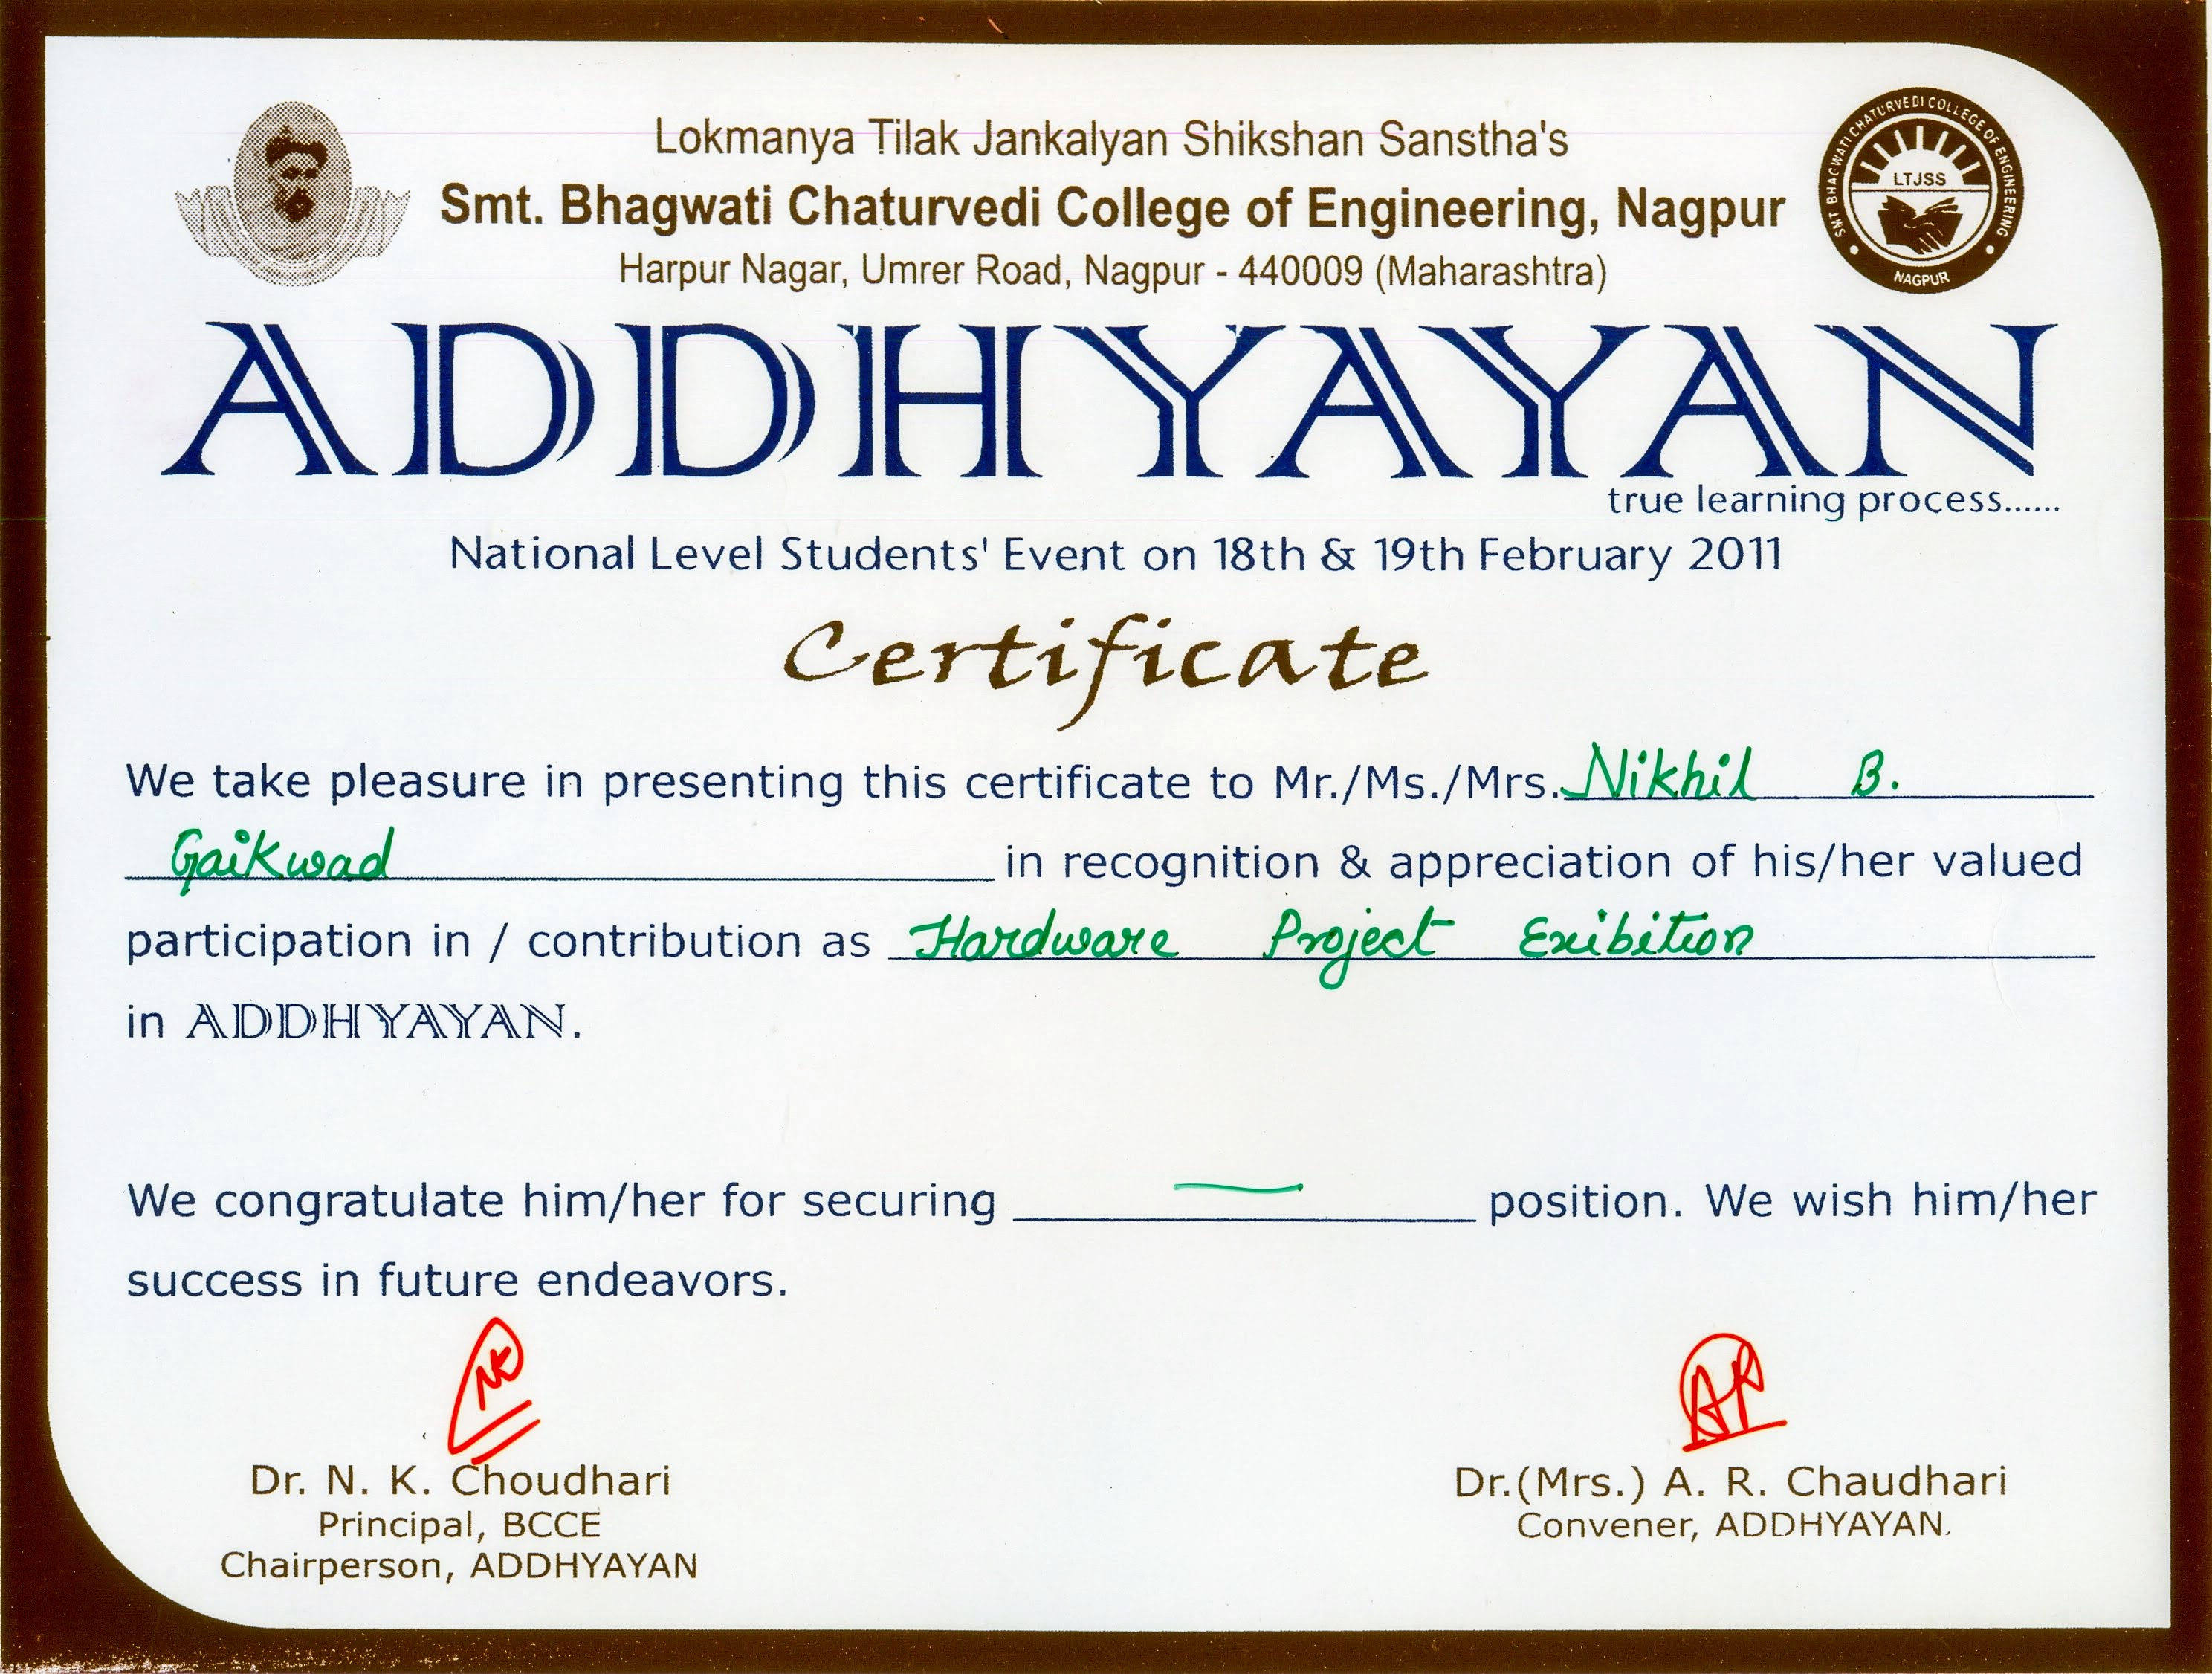 Lokmanya Tilak Jankalyan Shikshan Sanstha's
Smt. Bhagwati Chaturvedi College of Engineering, Nagpur
Harpur Nagar, Umrer Road, Nagpur - 440009 (Maharashtra)
SMT BHAGWATI CHATURVEDI COLLEGE OF ENGINEERING
LTJSS
NAGPUR
ADDHYAYAN
true learning process......
National Level Students' Event on 18th & 19th February 2011
Certificate
We take pleasure in presenting this certificate to Mr./Ms./Mrs. Nikhil B.
Gaikwad in recognition & appreciation of his/her valued
participation in / contribution as Hardware Project Exibition
in ADDHYAYAN.
We congratulate him/her for securing — position. We wish him/her
success in future endeavors.
NK
AR
Dr. N. K. Choudhari
Principal, BCCE
Chairperson, ADDHYAYAN
Dr.(Mrs.) A. R. Chaudhari
Convener, ADDHYAYAN.